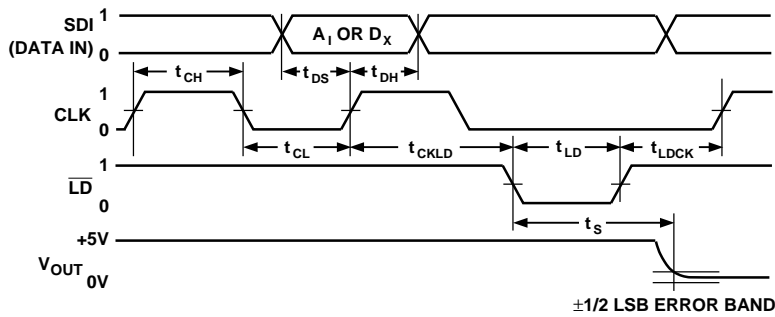 SDI 1
(DATA IN) 0
A_I OR D_X
t_CH t_DS t_DH
CLK 1
0
t_CL t_CKLD t_LD t_LDCK
LD 1
0
t_S
V_OUT +5V
0V
±1/2 LSB ERROR BAND